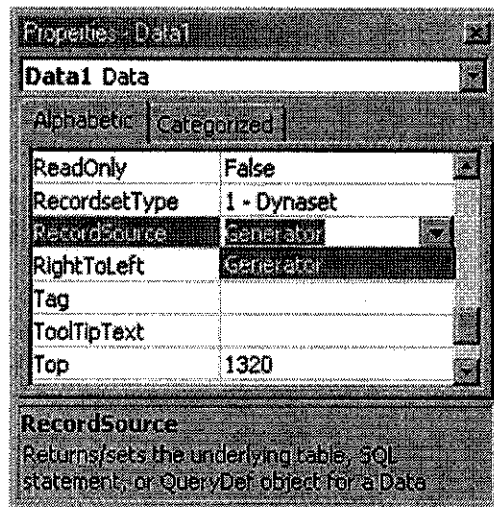 Properties - Data1
Data1 Data
Alphabetic Categorized
ReadOnly False
RecordsetType 1 - Dynaset
RecordSource Generator
RightToLeft Generator
Tag
ToolTipText
Top 1320
RecordSource
Returns/sets the underlying table, SQL
statement, or QueryDef object for a Data